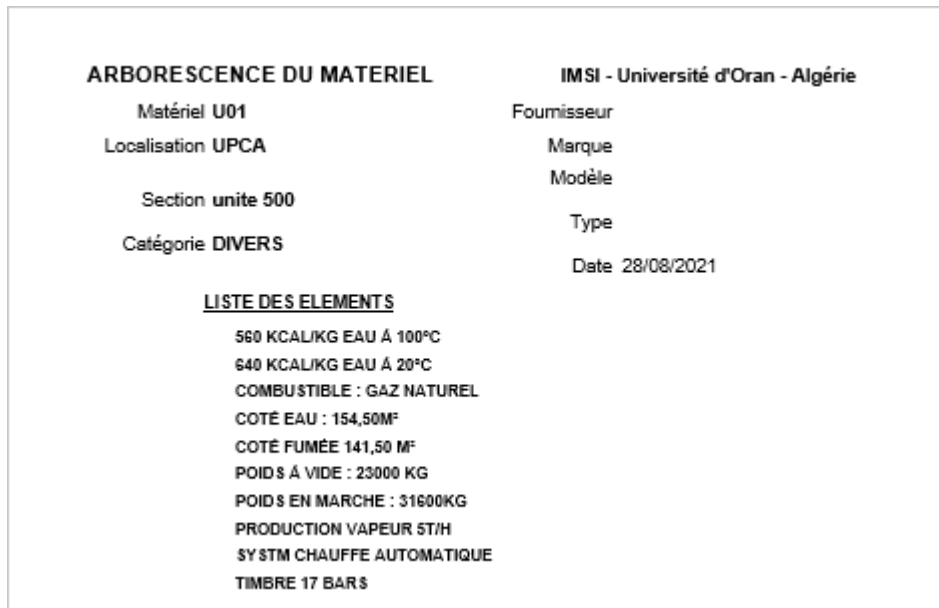 ARBORESCENCE DU MATERIEL
IMSI - Université d'Oran - Algérie
Matériel U01
Fournisseur
Localisation UPCA
Marque
Modèle
Section unite 500
Type
Catégorie DIVERS
Date 28/08/2021
LISTE DES ELEMENTS
560 KCAL/KG EAU Á 100°C
640 KCAL/KG EAU Á 20°C
COMBUSTIBLE : GAZ NATUREL
COTÉ EAU : 154,50M²
COTÉ FUMÉE 141,50 M²
POIDS Á VIDE : 23000 KG
POIDS EN MARCHE : 31600KG
PRODUCTION VAPEUR 5T/H
SYSTM CHAUFFE AUTOMATIQUE
TIMBRE 17 BARS